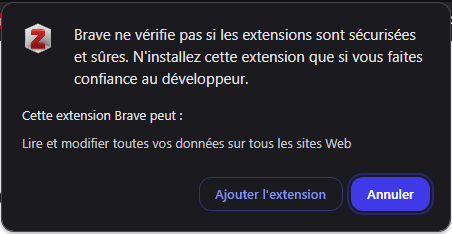 Z
Brave ne vérifie pas si les extensions sont sécurisées
et sûres. N'installez cette extension que si vous faites
confiance au développeur.
Cette extension Brave peut :
Lire et modifier toutes vos données sur tous les sites Web
Ajouter l'extension
Annuler